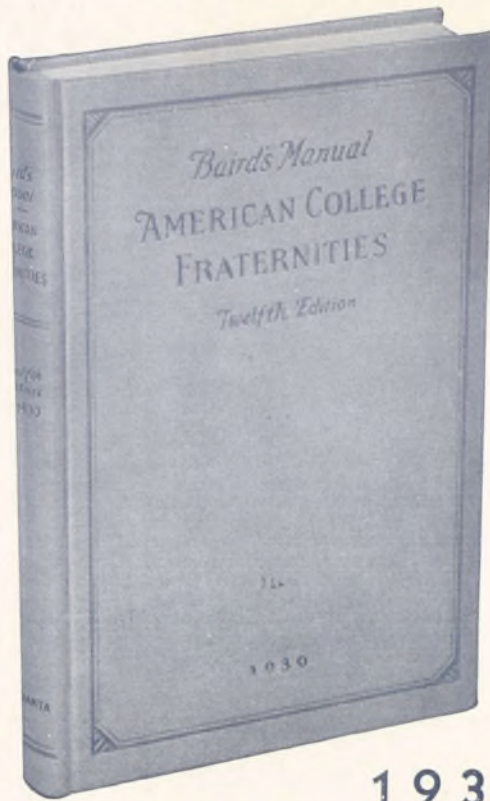 Baird's Manual
AMERICAN COLLEGE
FRATERNITIES
Twelfth Edition
1930
193